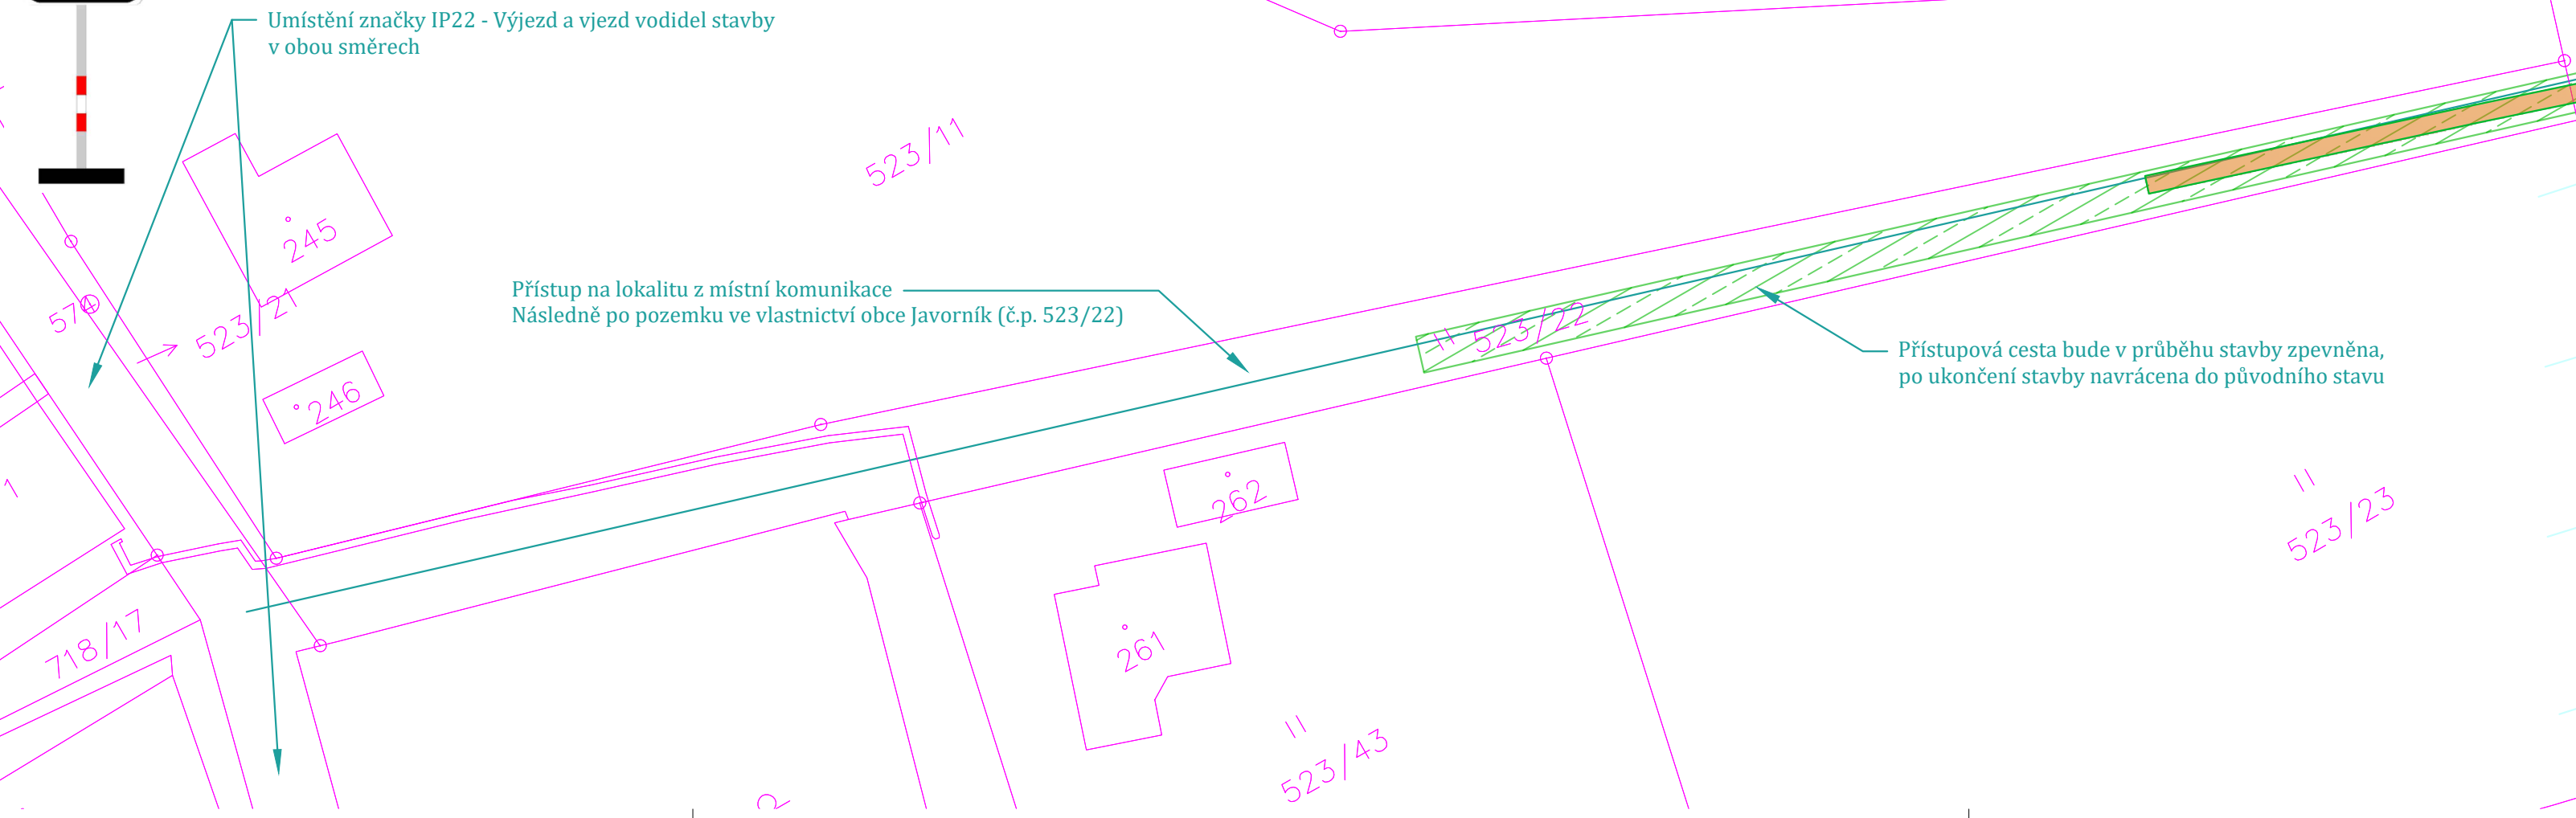 Umístění značky IP22 - Výjezd a vjezd vodidel stavby
v obou směrech
523/11
245
574
523/21
Přístup na lokalitu z místní komunikace
Následně po pozemku ve vlastnictví obce Javorník (č.p. 523/22)
523/22
Přístupová cesta bude v průběhu stavby zpevněna,
po ukončení stavby navrácena do původního stavu
246
262
523/23
718/17
261
523/43